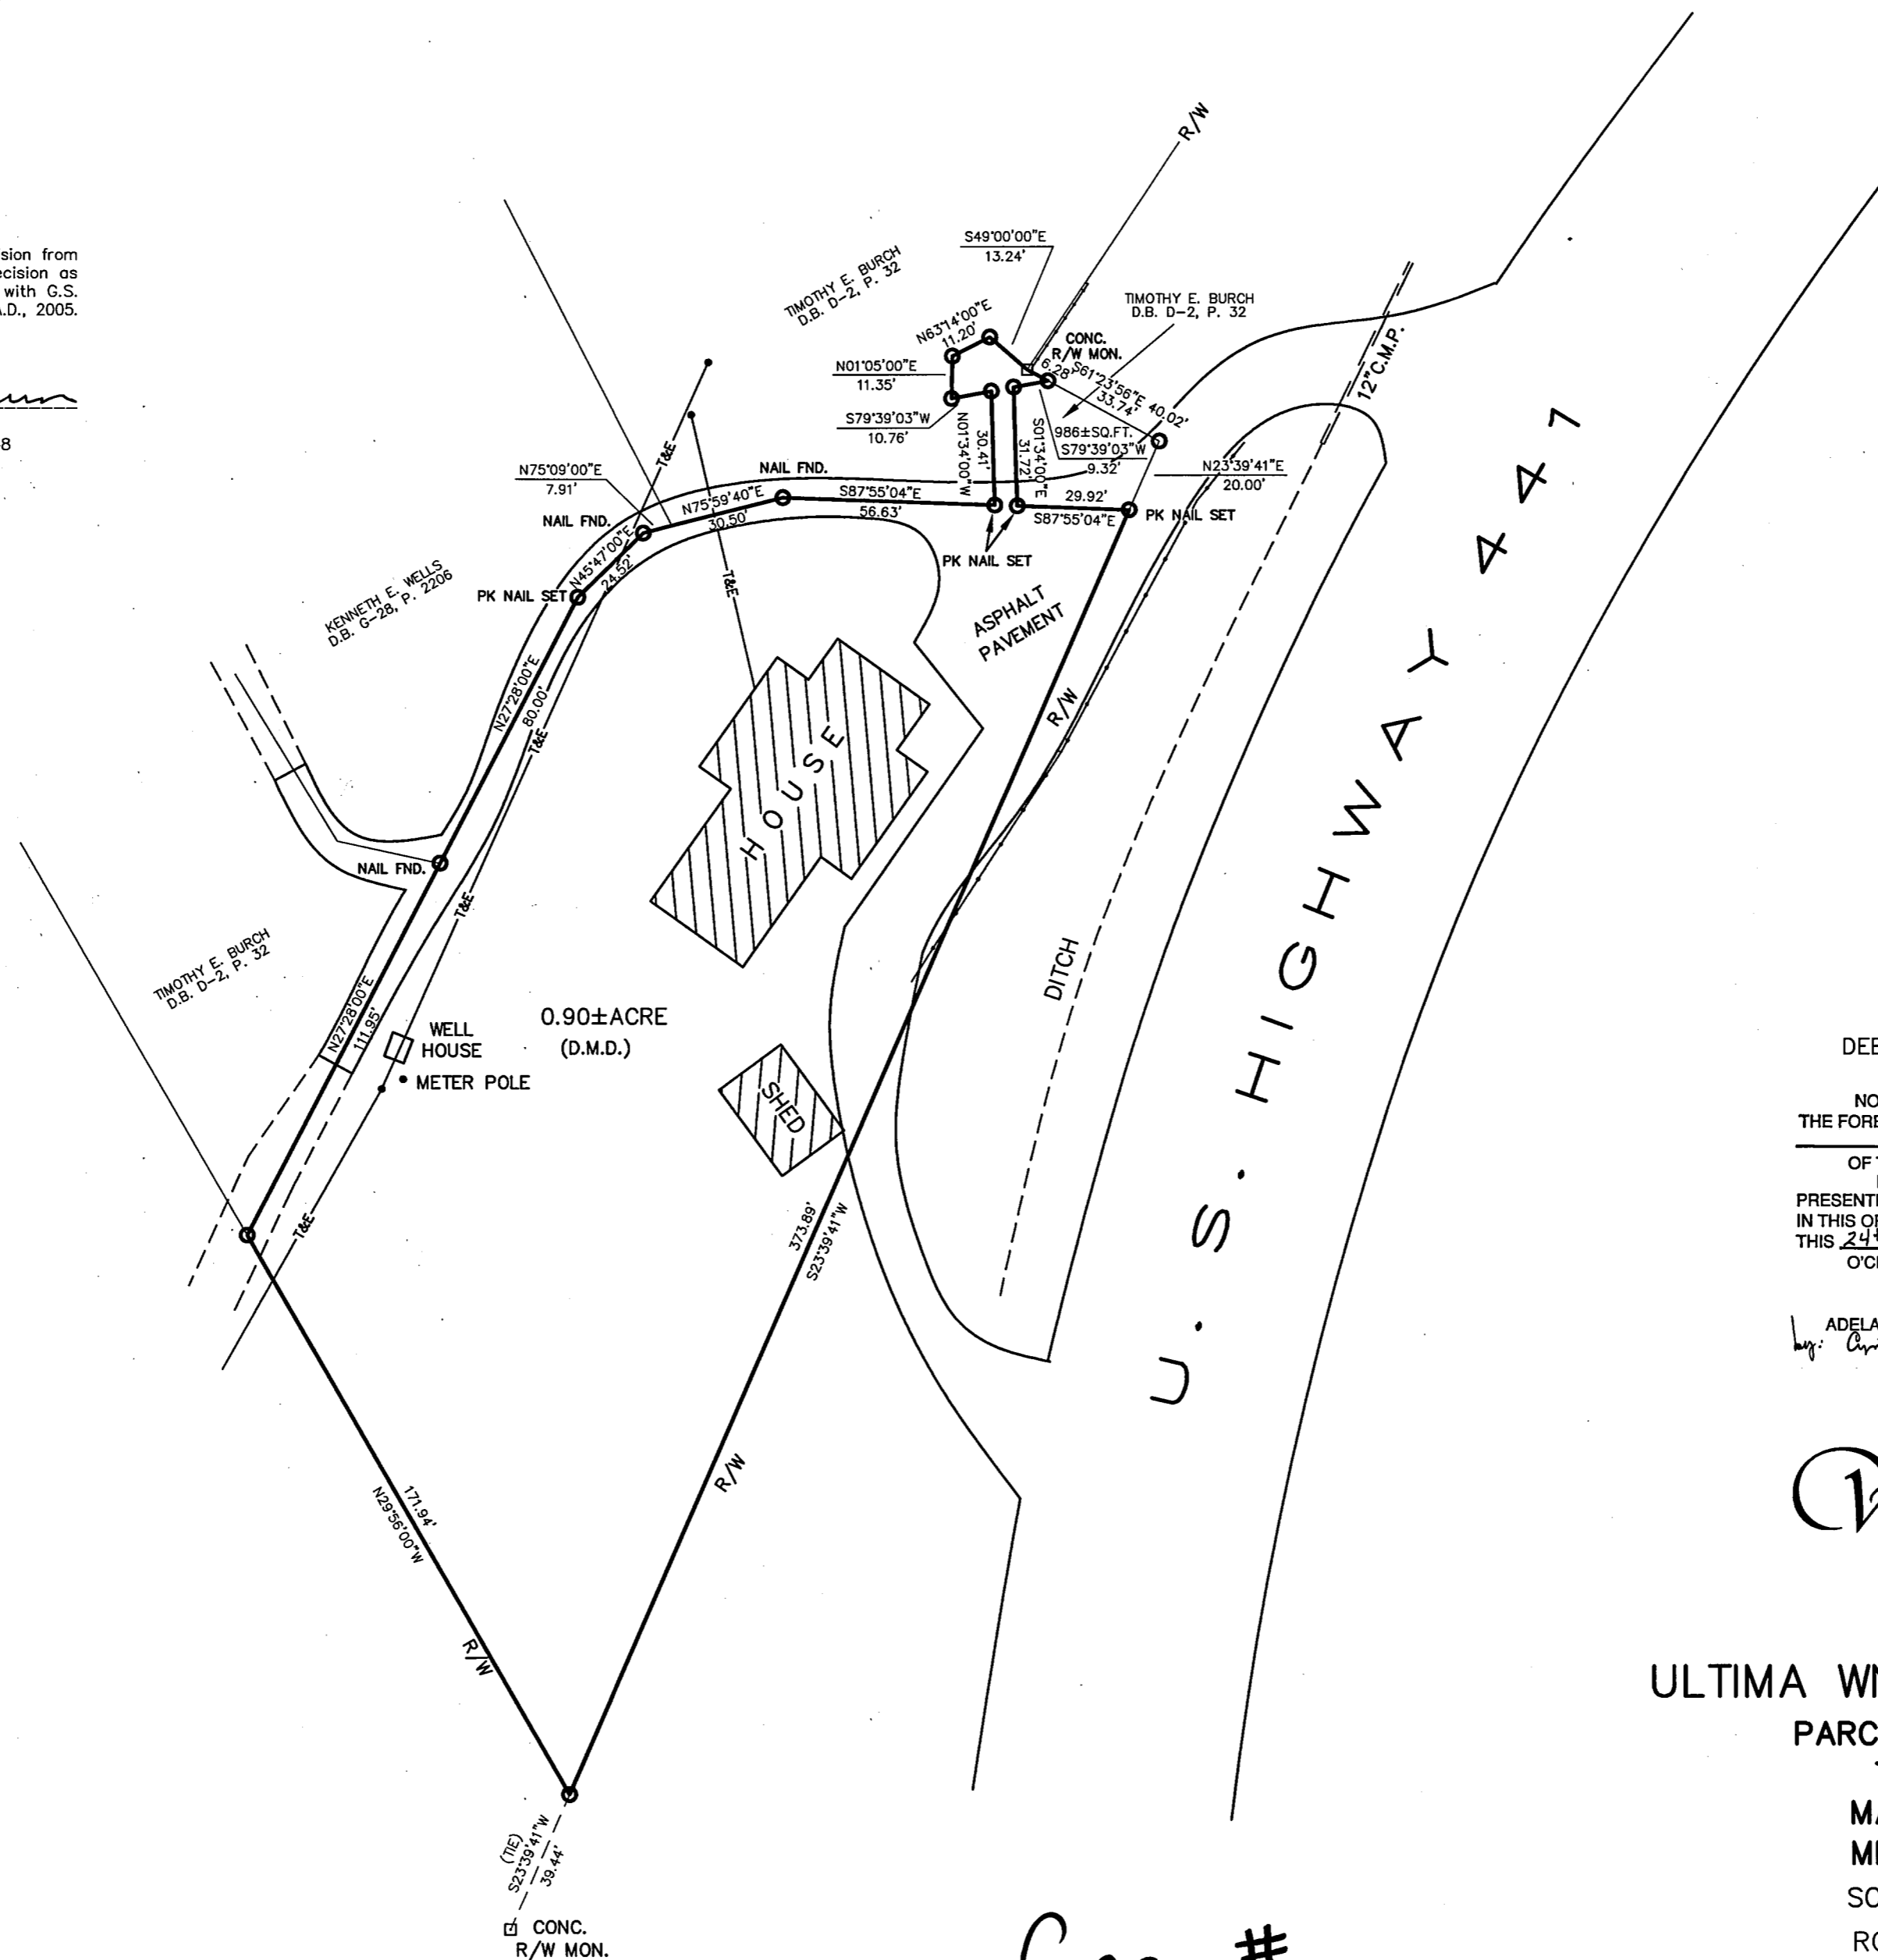 sion from
ecision as
with G.S.
A.D., 2005.
8
R/W
S49°00'00"E
13.24'
TIMOTHY E. BURCH
D.B. D-2, P. 32
TIMOTHY E. BURCH
D.B. D-2, P. 32
N63°14'00"E
11.20'
CONC.
R/W MON.
6.28'
S61°23'56"E 40.02'
33.74'
12" C.M.P.
N01°05'00"E
11.35'
S79°39'03"W
10.76'
N01°34'00"W
30.41'
S01°34'00"E
31.72'
986±SQ.FT.
S79°39'03"W
9.32'
N23°39'41"E
20.00'
T&E
N75°09'00"E
7.91'
NAIL FND.
N75°59'40"E
30.50'
S87°55'04"E
56.63'
29.92'
S87°55'04"E
PK NAIL SET
NAIL FND.
N45°47'00"E
24.52'
PK NAIL SET
T&E
PK NAIL SET
KENNETH E. WELLS
D.B. G-28, P. 2206
ASPHALT
PAVEMENT
N27°28'00"E
80.00'
T&E
R/W
HOUSE
NAIL FND.
T&E
U.S. HIGHWAY 441
DITCH
TIMOTHY E. BURCH
D.B. D-2, P. 32
N27°28'00"E
111.95'
WELL
HOUSE
METER POLE
0.90±ACRE
(D.M.D.)
SHED
T&E
373.89'
S23°39'41"W
171.94'
N29°56'00"W
R/W
R/W
(TIE)
S23°39'41"W
39.44'
CONC.
R/W MON.
DEE
NO
THE FORE
OF T
PRESENT
IN THIS O
THIS 24t
O'C
ADELA
by:
ULTIMA WI
PARC
MA
M
SC
RO
#